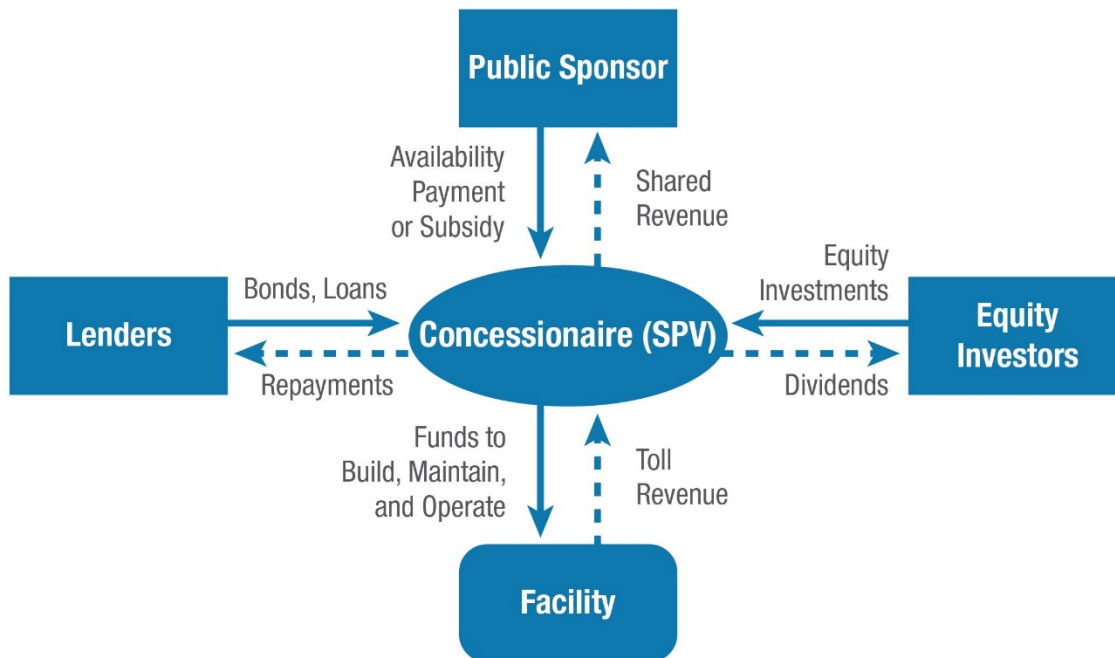 Public Sponsor
Availability
Payment
or Subsidy
Shared
Revenue
Bonds, Loans
Equity
Investments
Lenders
Concessionaire (SPV)
Equity
Investors
Repayments
Dividends
Funds to
Build, Maintain,
and Operate
Toll
Revenue
Facility